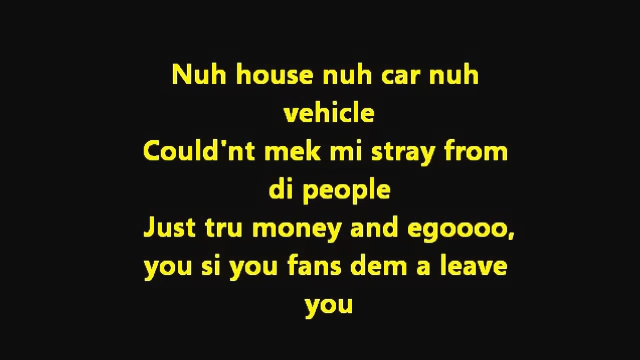 Nuh house nuh car nuh
vehicle
Could'nt mek mi stray from
di people
Just tru money and egoooo,
you si you fans dem a leave
you